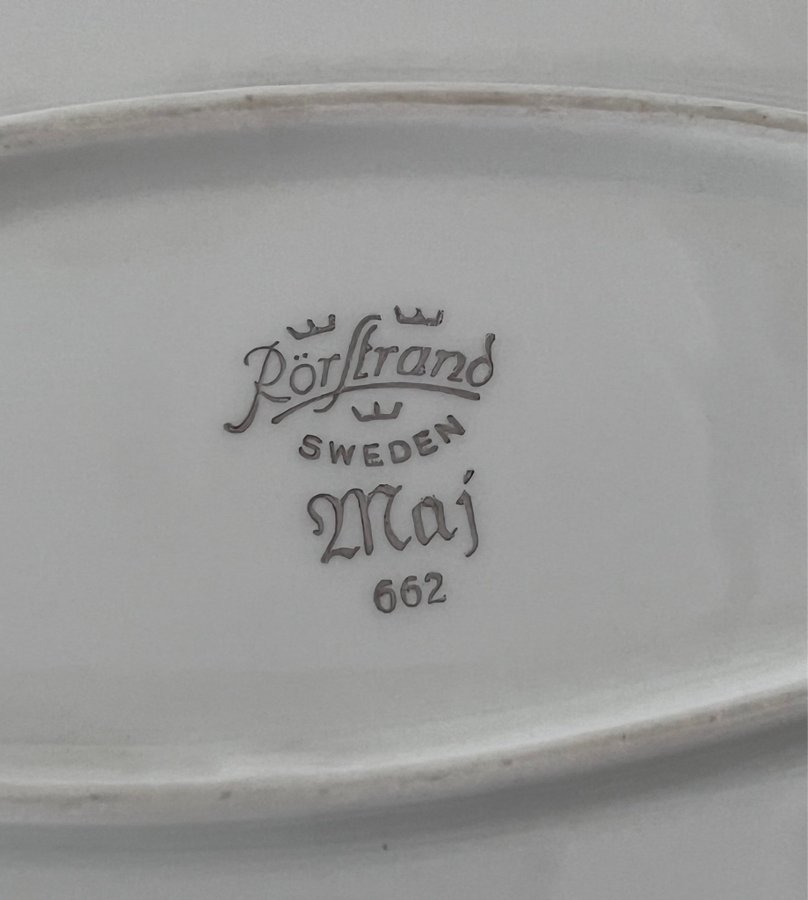 Rörstrand
SWEDEN
Maj
662